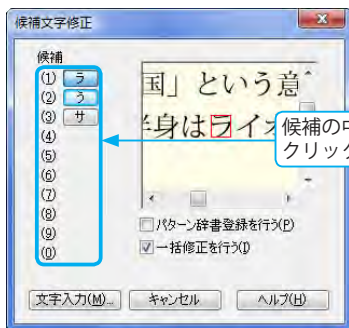 候補文字修正
候補
(1) ラ
(2) う
(3) サ
(4)
(5)
(6)
(7)
(8)
(9)
(0)
国」という意
半身はライオ
候補の中
クリック
パターン辞書登録を行う(P)
一括修正を行う(I)
文字入力(M)... キャンセル ヘルプ(H)